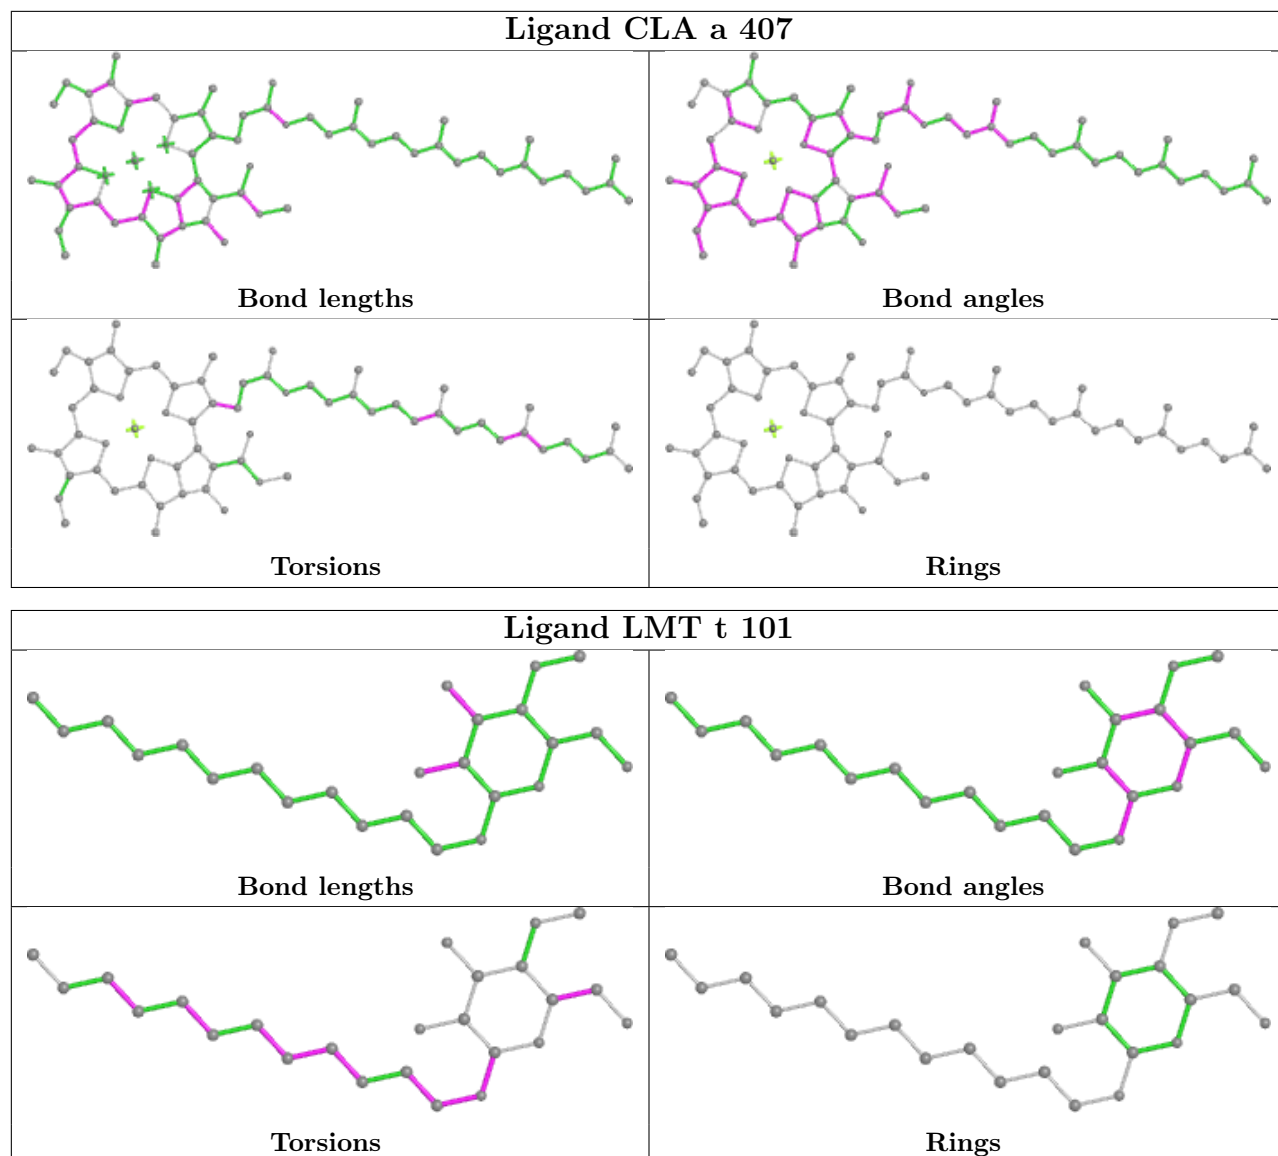 Ligand CLA a 407
Bond lengths
Bond angles
Torsions
Rings
Ligand LMT t 101
Bond lengths
Bond angles
Torsions
Rings